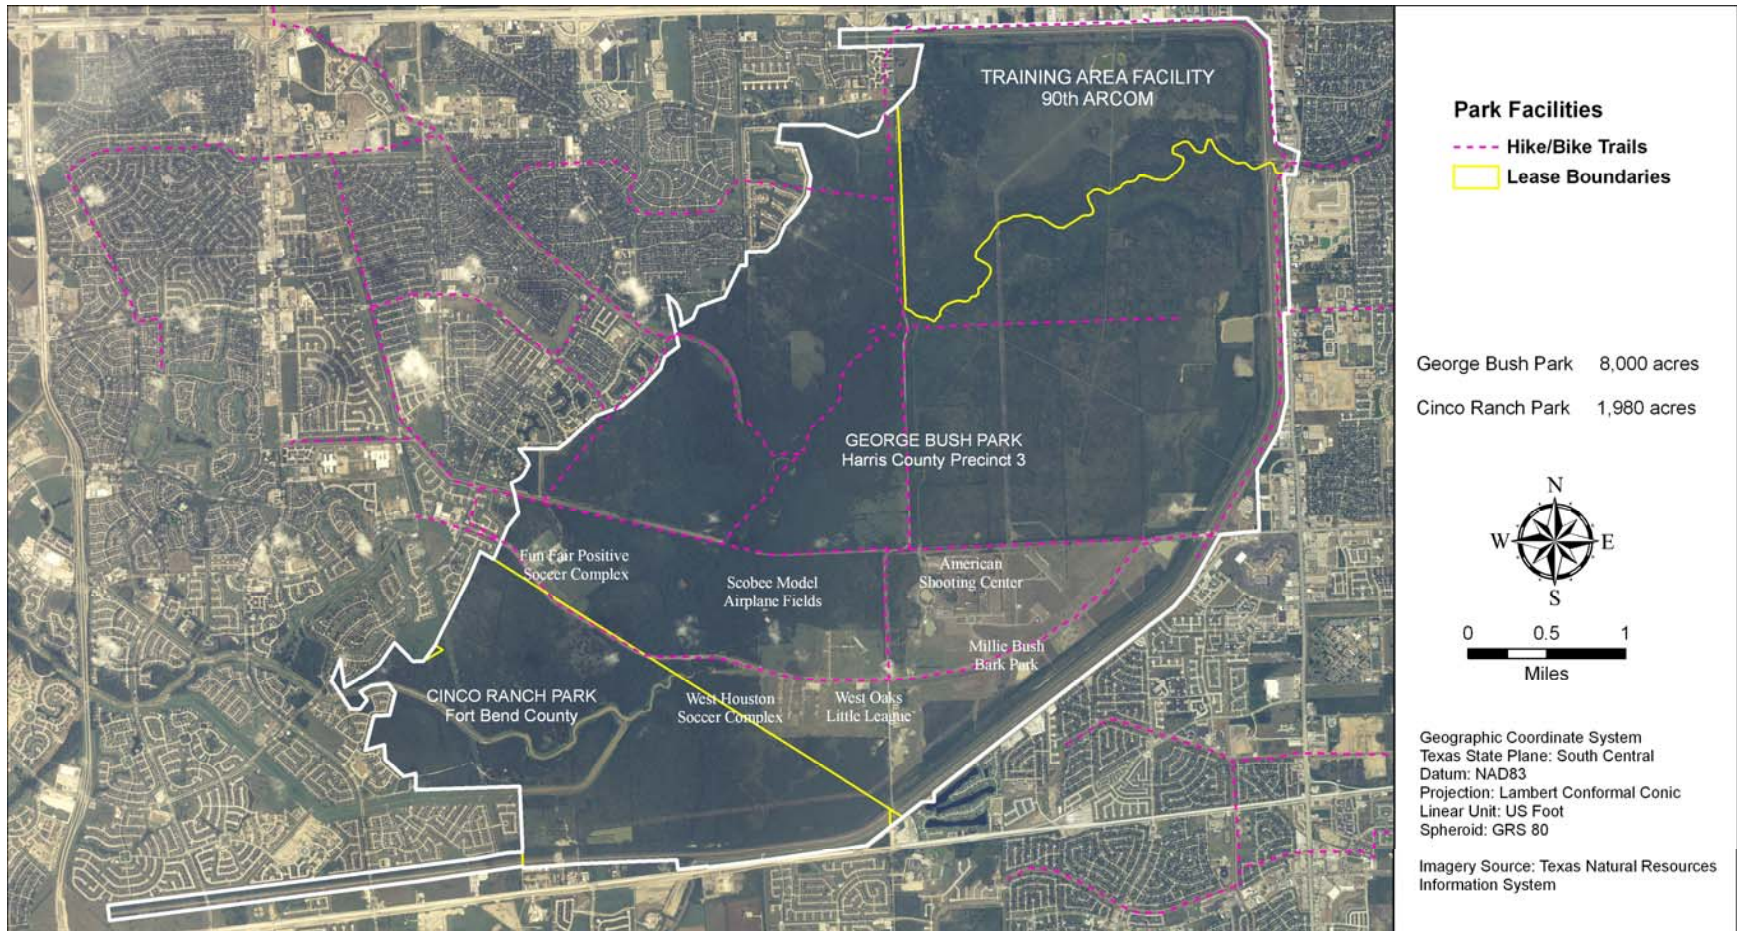 TRAINING AREA FACILITY
90th ARCOM
GEORGE BUSH PARK
Harris County Precinct 3
Fun Fair Positive
Soccer Complex
Scobee Model
Airplane Fields
American
Shooting Center
Millie Bush
Bark Park
CINCO RANCH PARK
Fort Bend County
West Houston
Soccer Complex
West Oaks
Little League
Park Facilities
Hike/Bike Trails
Lease Boundaries
George Bush Park 8,000 acres
Cinco Ranch Park 1,980 acres
N
W E
S
0 0.5 1
Miles
Geographic Coordinate System
Texas State Plane: South Central
Datum: NAD83
Projection: Lambert Conformal Conic
Linear Unit: US Foot
Spheroid: GRS 80
Imagery Source: Texas Natural Resources
Information System